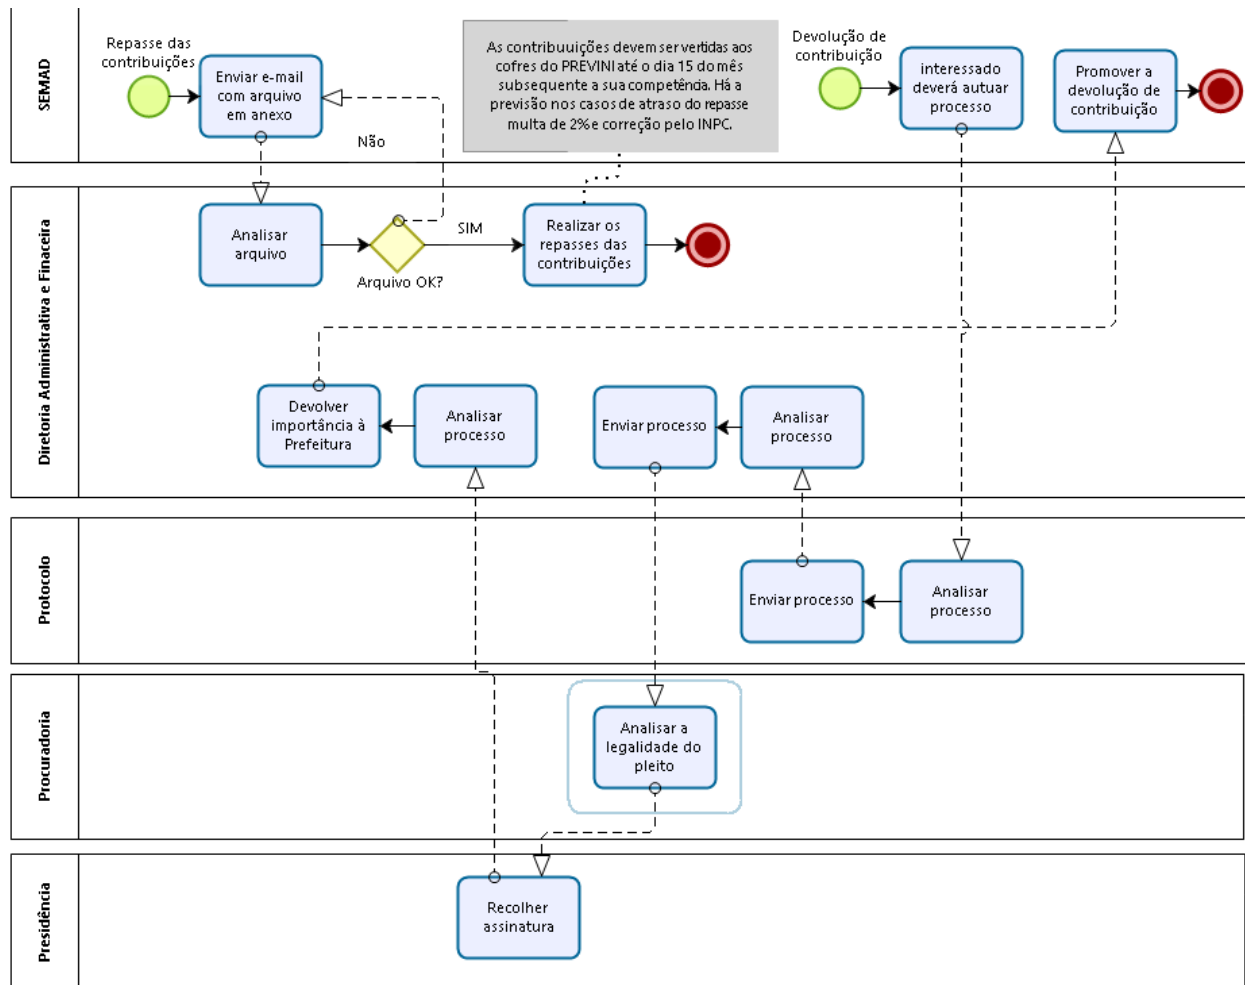 SEMAD
Repasse das
contribuições
Enviar e-mail
com arquivo
em anexo
Não
As contribuuições devem ser vertidas aos
cofres do PREVINI até o dia 15 do mês
subsequente a sua competência. Há a
previsão nos casos de atraso do repasse
multa de 2% e correção pelo INPC.
Devolução de
contribuição
interessado
deverá autuar
processo
Promover a
devolução de
contribuição
Diretoria Administrativa e Finaceira
Analisar
arquivo
Arquivo OK?
SIM
Realizar os
repasses das
contribuições
Devolver
importância à
Prefeitura
Analisar
processo
Enviar processo
Analisar
processo
Protocolo
Enviar processo
Analisar
processo
Procuradoria
Analisar a
legalidade do
pleito
Presidência
Recolher
assinatura